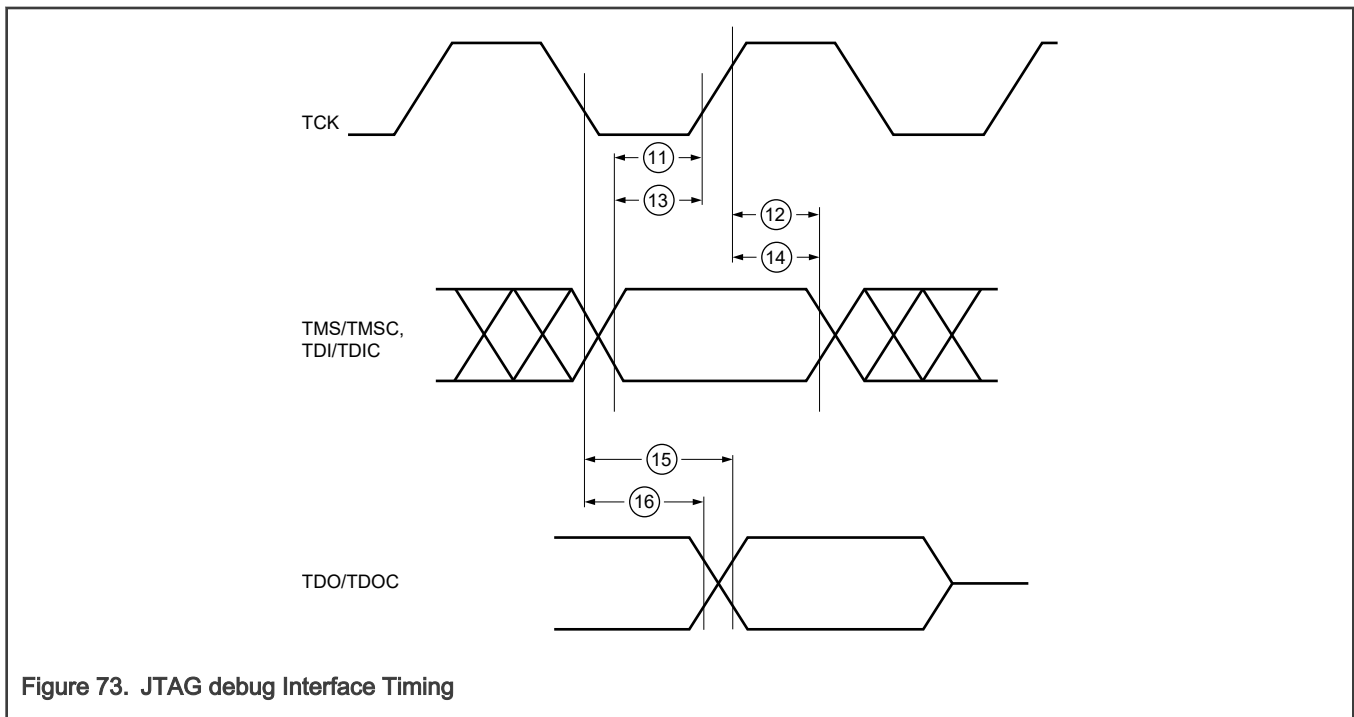 TCK
11
13
12
14
TMS/TMSC,
TDI/TDIC
15
16
TDO/TDOC
Figure 73. JTAG debug Interface Timing